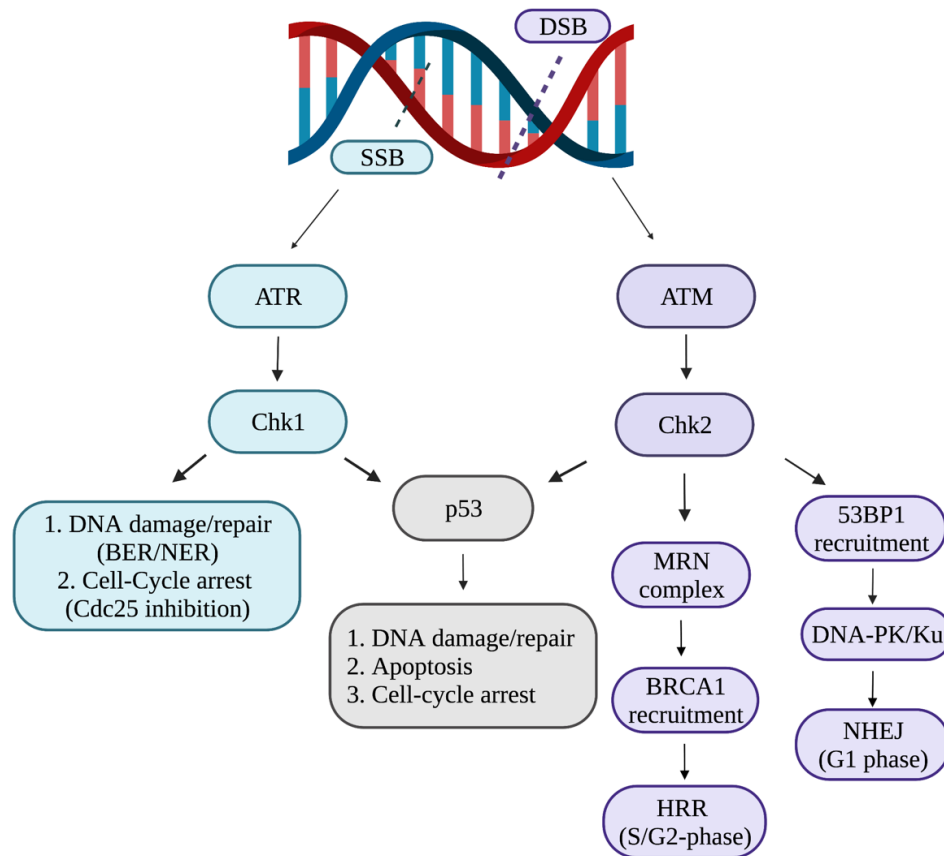 DSB
SSB
ATR
ATM
Chk1
Chk2
1. DNA damage/repair
(BER/NER)
2. Cell-Cycle arrest
(Cdc25 inhibition)
p53
1. DNA damage/repair
2. Apoptosis
3. Cell-cycle arrest
MRN
complex
BRCA1
recruitment
HRR
(S/G2-phase)
53BP1
recruitment
DNA-PK/Ku
NHEJ
(G1 phase)